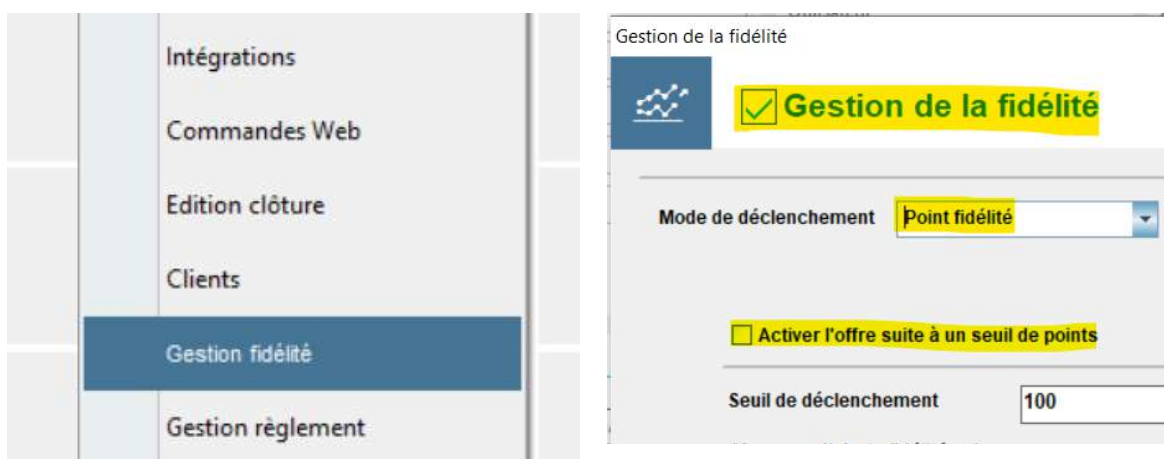 Intégrations
Commandes Web
Edition clôture
Clients
Gestion fidélité
Gestion règlement
Gestion de la fidélité
Gestion de la fidélité
Mode de déclenchement Point fidélité
Activer l'offre suite à un seuil de points
Seuil de déclenchement 100